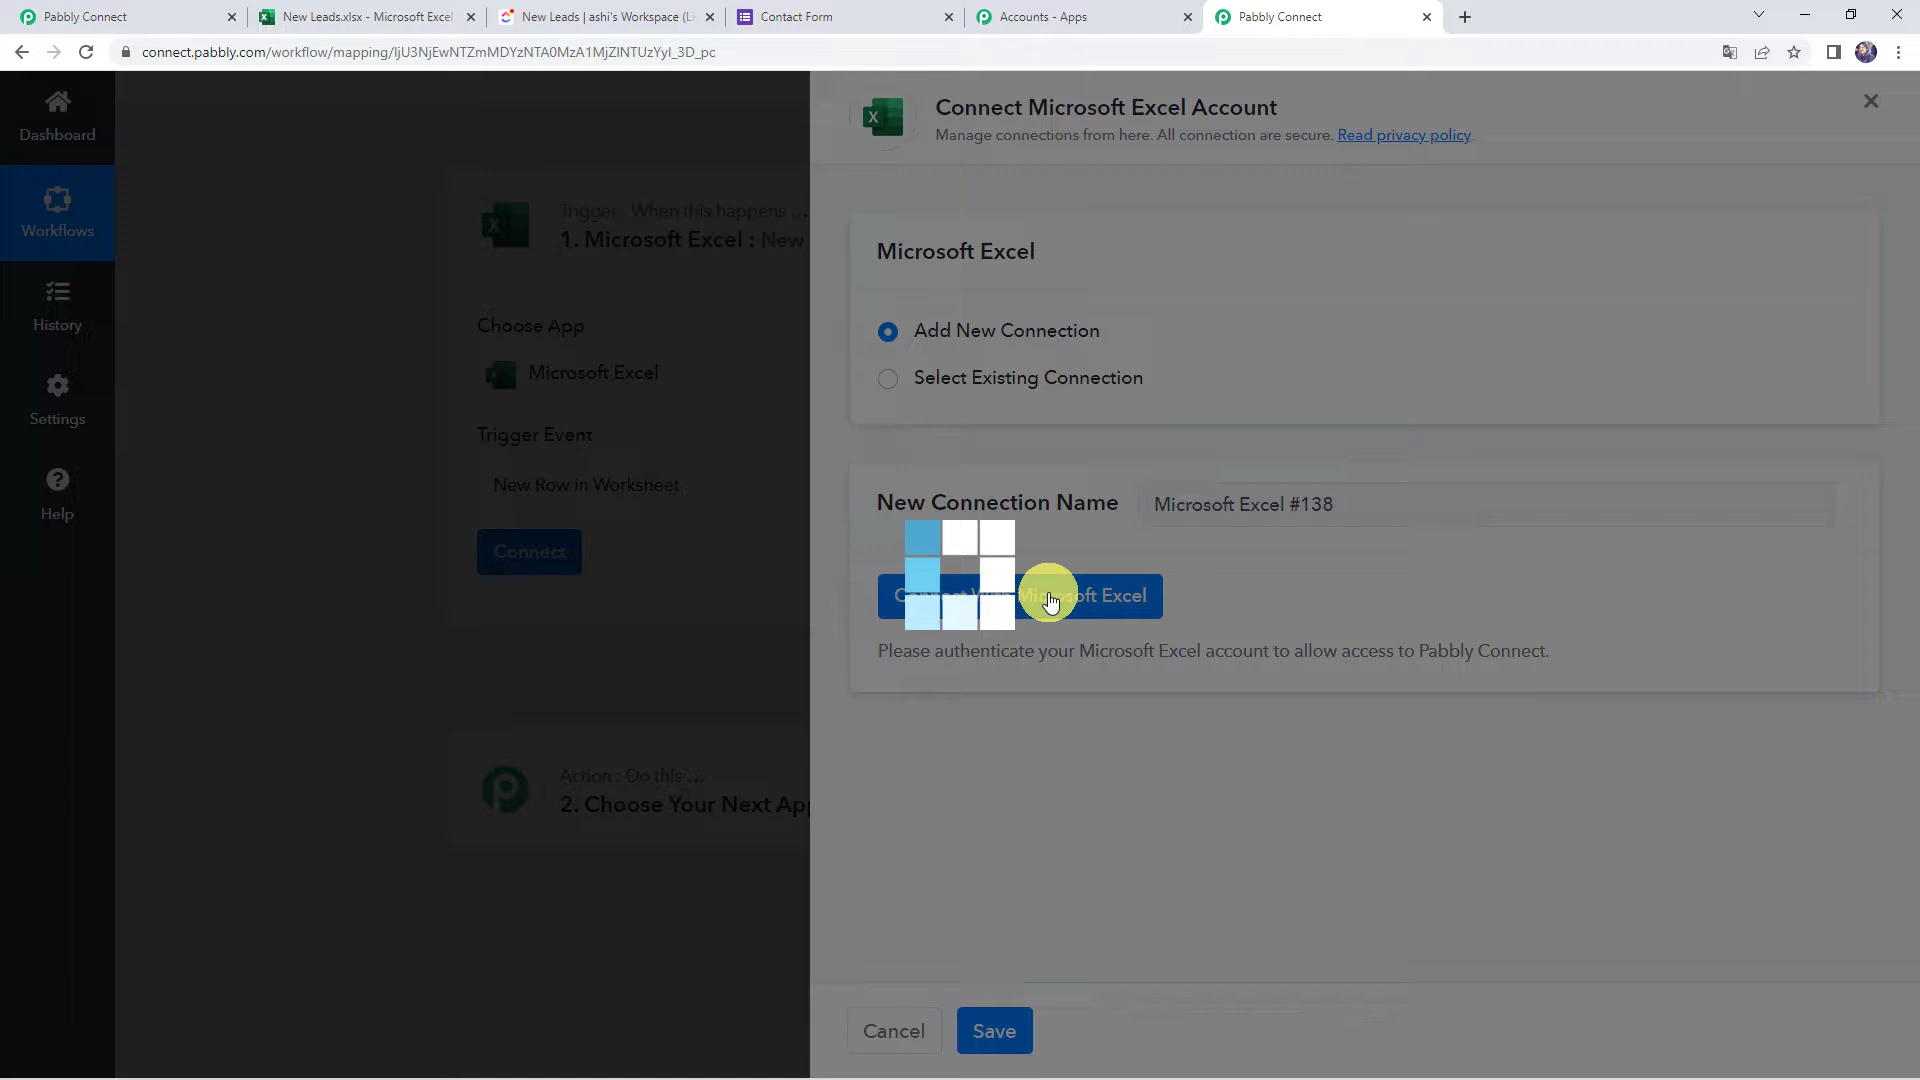 Pabbly Connect
New Leads.xlsx - Microsoft Excel
New Leads | ashi's Workspace (Li
Contact Form
Accounts - Apps
Pabbly Connect
connect.pabbly.com/workflow/mapping/IjU3NjEwNTZmMDYzNTA0MzA1MjZlNTUzYyI_3D_pc
Dashboard
Workflows
History
Settings
Help
Trigger : When this happens ...
1. Microsoft Excel : New
Choose App
Microsoft Excel
Trigger Event
New Row in Worksheet
Connect
Action : Do this ...
2. Choose Your Next App
Connect Microsoft Excel Account
Manage connections from here. All connection are secure. Read privacy policy
Microsoft Excel
Add New Connection
Select Existing Connection
New Connection Name
Microsoft Excel #138
Connect With Microsoft Excel
Please authenticate your Microsoft Excel account to allow access to Pabbly Connect.
Cancel
Save